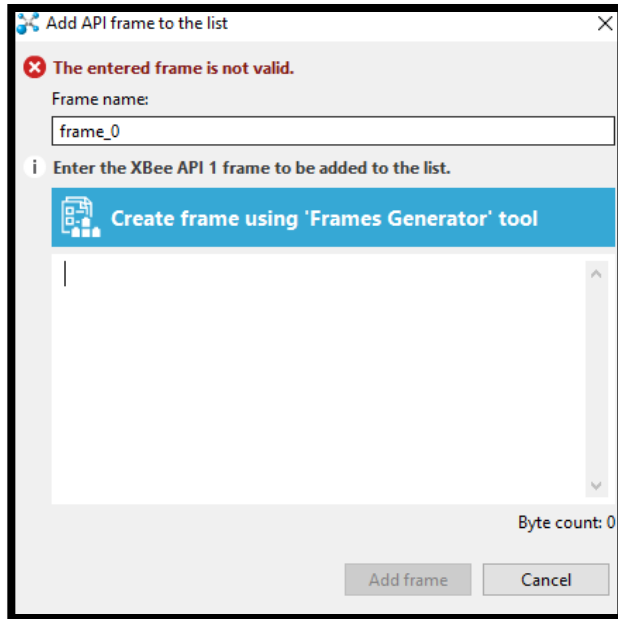 Add API frame to the list
The entered frame is not valid.
Frame name:
frame_0
i Enter the XBee API 1 frame to be added to the list.
Create frame using 'Frames Generator' tool
Byte count: 0
Add frame
Cancel